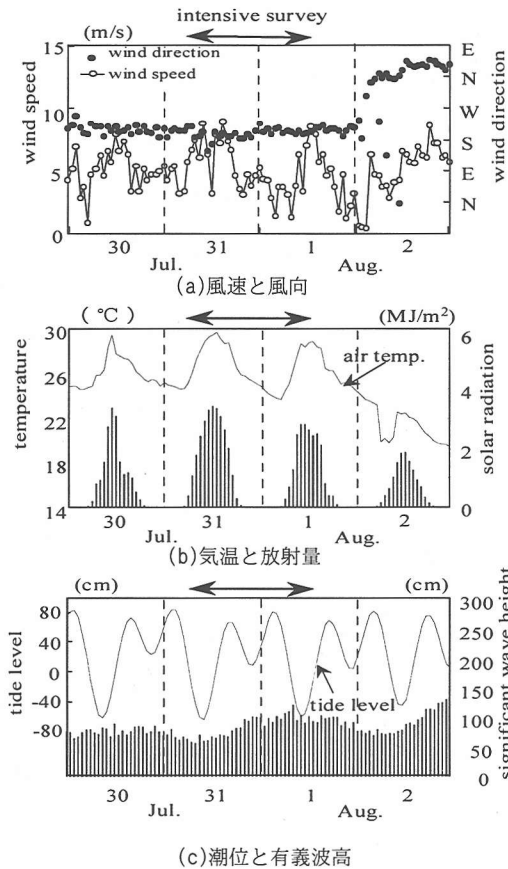 intensive survey
(m/s)
15
wind direction
wind speed
10
5
0
wind speed
E
N
W
S
E
N
wind direction
30
31
1
2
Jul.
Aug.
(a)風速と風向
(℃)
(MJ/m²)
30
26
22
18
14
temperature
air temp.
6
4
2
0
solar radiation
30
31
1
2
Jul.
Aug.
(b)気温と放射量
(cm)
(cm)
80
40
0
-40
-80
tide level
tide level
300
250
200
150
100
50
0
significant wave height
30
31
1
2
Jul.
Aug.
(c)潮位と有義波高